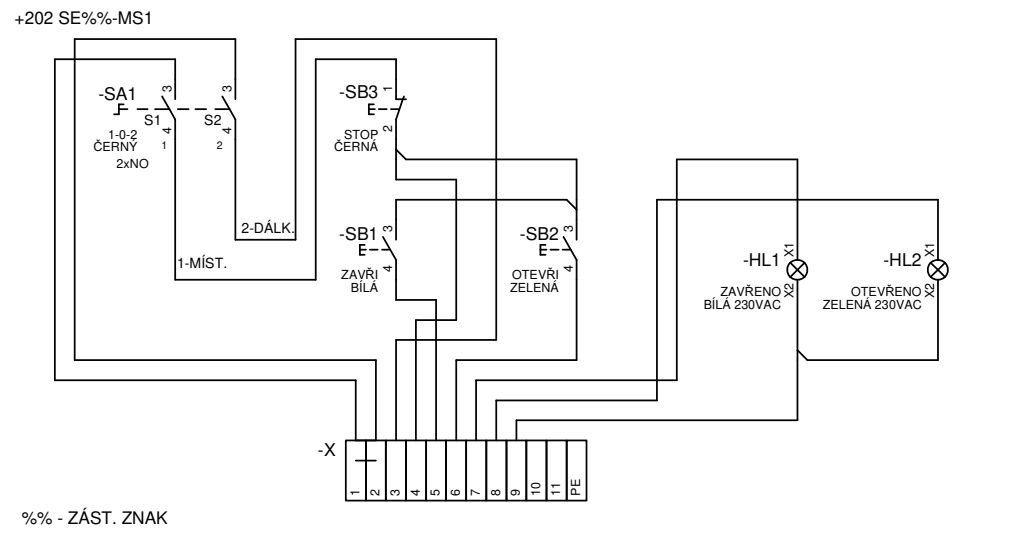 +202 SE%%-MS1
-SA1
3
S1
4
1
3
S2
4
2
1-0-2
ČERNÝ
2xNO
-SB3
1
2
STOP
ČERNÁ
2-DÁLK.
1-MÍST.
-SB1
3
4
ZAVŘI
BÍLÁ
-SB2
3
4
OTEVŘI
ZELENÁ
-HL1
X1
X2
ZAVŘENO
BÍLÁ 230VAC
-HL2
X1
X2
OTEVŘENO
ZELENÁ 230VAC
-X
1
2
3
4
5
6
7
8
9
10
11
PE
%% - ZÁST. ZNAK